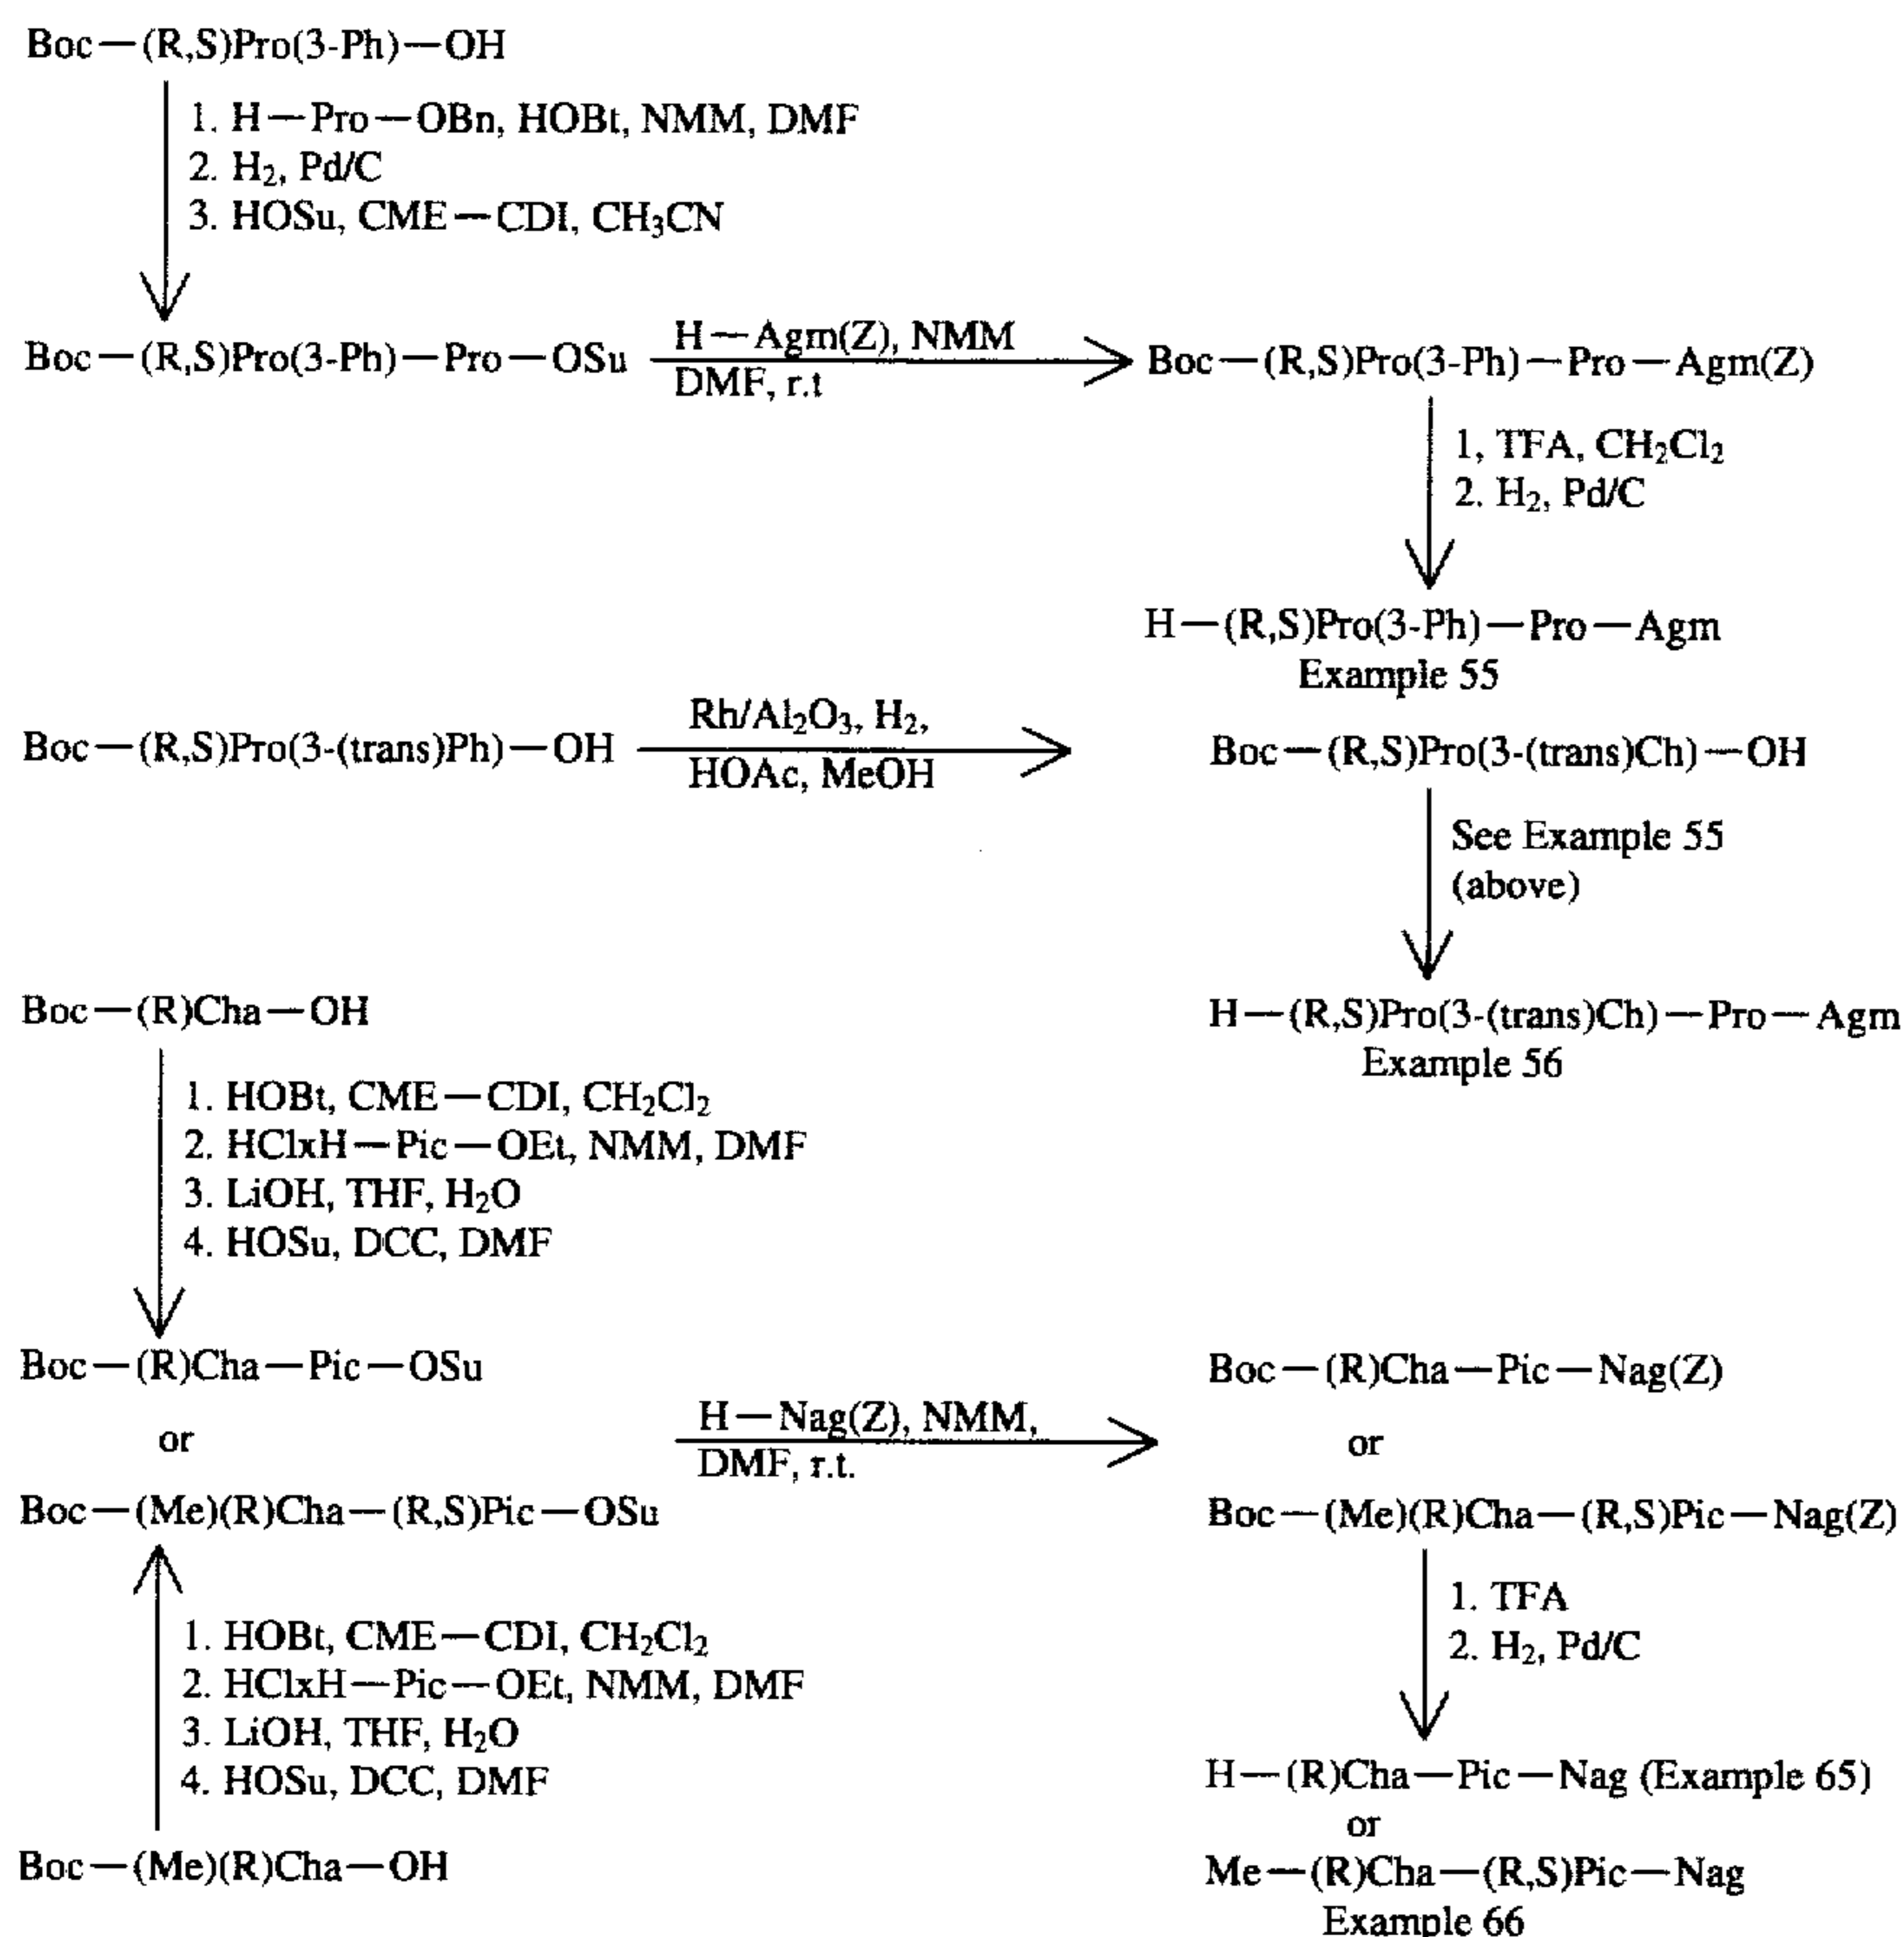 Boc—(R,S)Pro(3-Ph)—OH
1. H—Pro—OBn, HOBt, NMM, DMF
2. H₂, Pd/C
3. HOSu, CME—CDI, CH₃CN
Boc—(R,S)Pro(3-Ph)—Pro—OSu
H—Agm(Z), NMM
DMF, r.t
Boc—(R,S)Pro(3-Ph)—Pro—Agm(Z)
1, TFA, CH₂Cl₂
2. H₂, Pd/C
H—(R,S)Pro(3-Ph)—Pro—Agm
Example 55
Boc—(R,S)Pro(3-(trans)Ph)—OH
Rh/Al₂O₃, H₂,
HOAc, MeOH
Boc—(R,S)Pro(3-(trans)Ch)—OH
See Example 55
(above)
H—(R,S)Pro(3-(trans)Ch)—Pro—Agm
Example 56
Boc—(R)Cha—OH
1. HOBt, CME—CDI, CH₂Cl₂
2. HClxH—Pic—OEt, NMM, DMF
3. LiOH, THF, H₂O
4. HOSu, DCC, DMF
Boc—(R)Cha—Pic—OSu
or
Boc—(Me)(R)Cha—(R,S)Pic—OSu
H—Nag(Z), NMM,
DMF, r.t.
Boc—(R)Cha—Pic—Nag(Z)
or
Boc—(Me)(R)Cha—(R,S)Pic—Nag(Z)
1. HOBt, CME—CDI, CH₂Cl₂
2. HClxH—Pic—OEt, NMM, DMF
3. LiOH, THF, H₂O
4. HOSu, DCC, DMF
Boc—(Me)(R)Cha—OH
1. TFA
2. H₂, Pd/C
H—(R)Cha—Pic—Nag (Example 65)
or
Me—(R)Cha—(R,S)Pic—Nag
Example 66